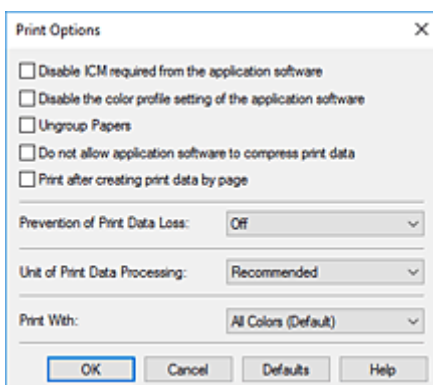 Print Options
Disable ICM required from the application software
Disable the color profile setting of the application software
Ungroup Papers
Do not allow application software to compress print data
Print after creating print data by page
Prevention of Print Data Loss: Off
Unit of Print Data Processing: Recommended
Print With: All Colors (Default)
OK Cancel Defaults Help